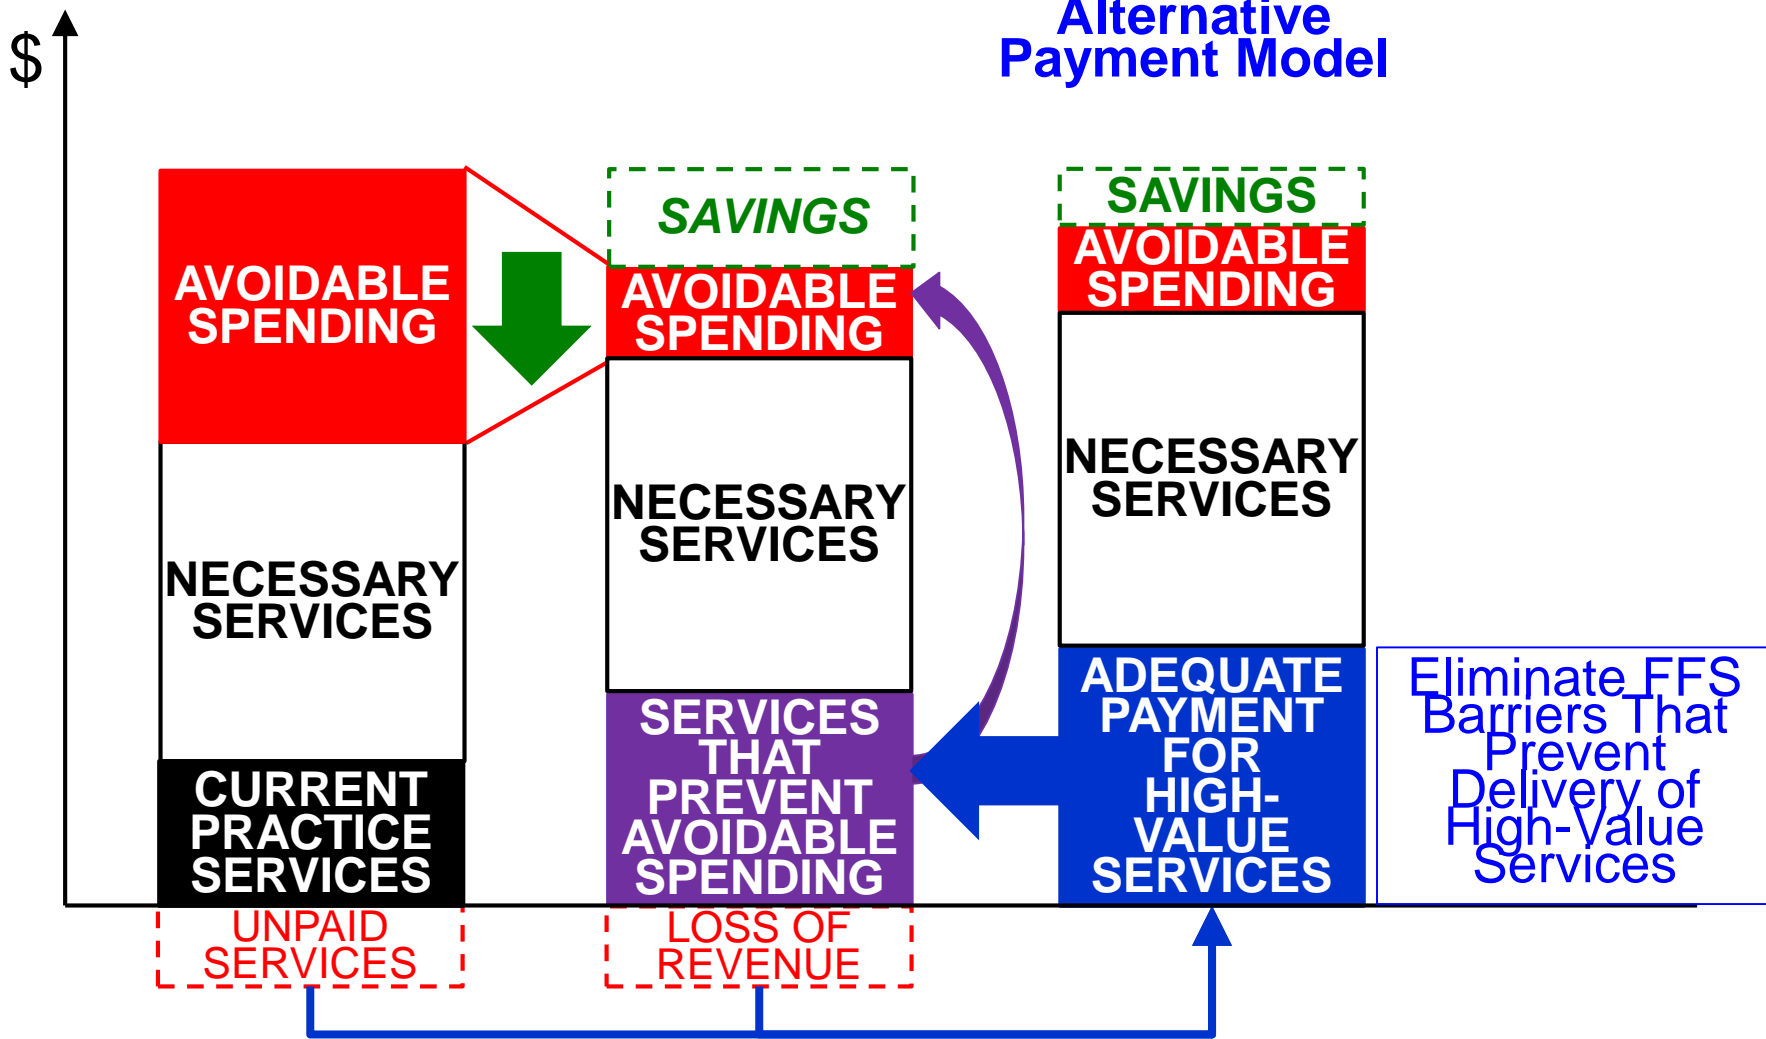 Alternative
Payment Model
$
AVOIDABLE
SPENDING
NECESSARY
SERVICES
CURRENT
PRACTICE
SERVICES
UNPAID
SERVICES
SAVINGS
AVOIDABLE
SPENDING
NECESSARY
SERVICES
SERVICES
THAT
PREVENT
AVOIDABLE
SPENDING
LOSS OF
REVENUE
SAVINGS
AVOIDABLE
SPENDING
NECESSARY
SERVICES
ADEQUATE
PAYMENT
FOR
HIGH-
VALUE
SERVICES
Eliminate FFS
Barriers That
Prevent
Delivery of
High-Value
Services